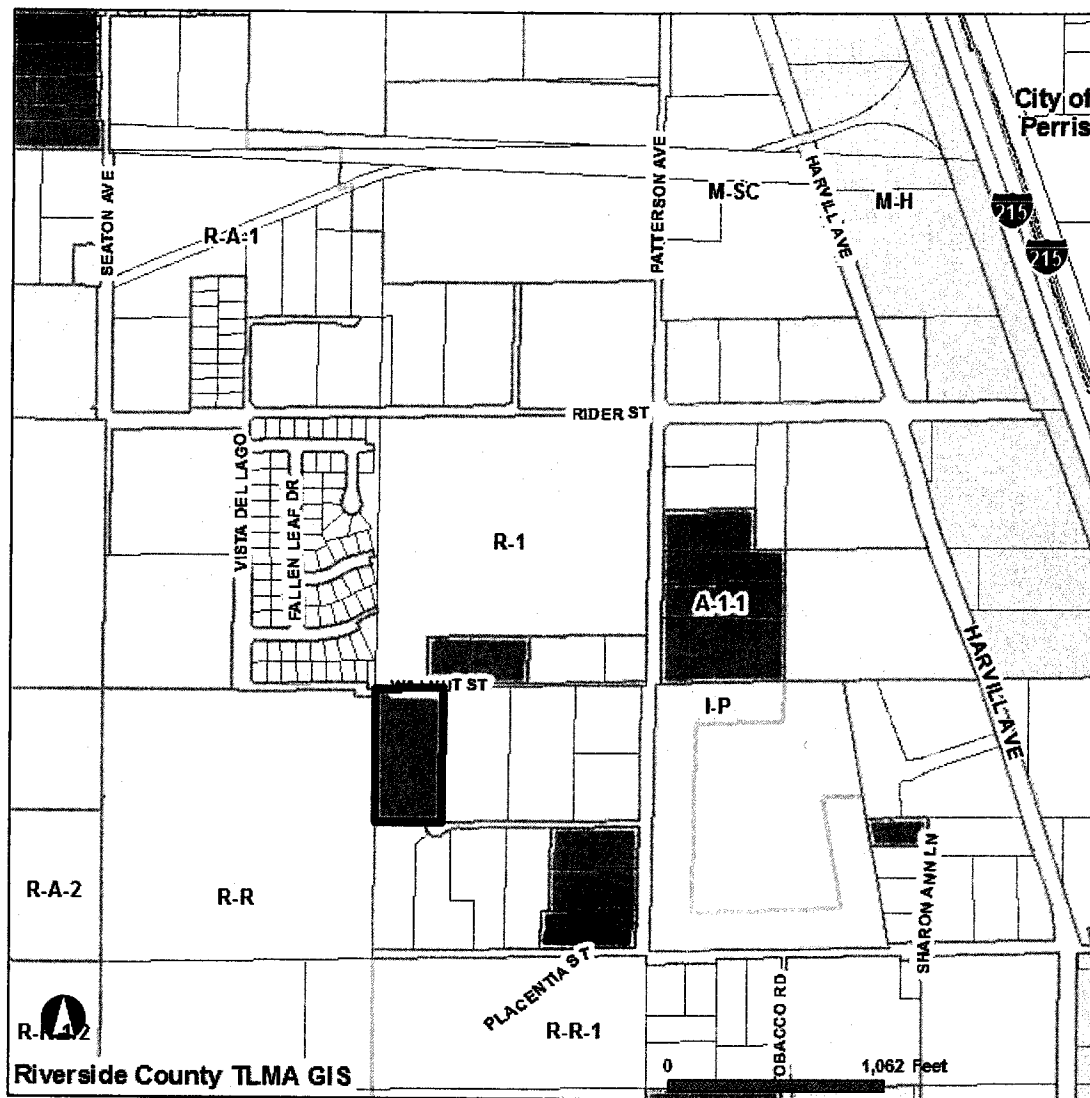 City of
Perris
SEATON AVE
PATTERSON AVE
HARVILL AVE
M-SC
M-H
215
215
R-A-1
RIDER ST
VISTA DEL LAGO
FALLEN LEAF DR
R-1
A-1-1
HARVILL AVE
ST
I-P
R-A-2
R-R
SHARON ANN LN
PLACENTIA ST
R-R-1
TOBACCO RD
Riverside County TLMA GIS
0 1,062 Feet